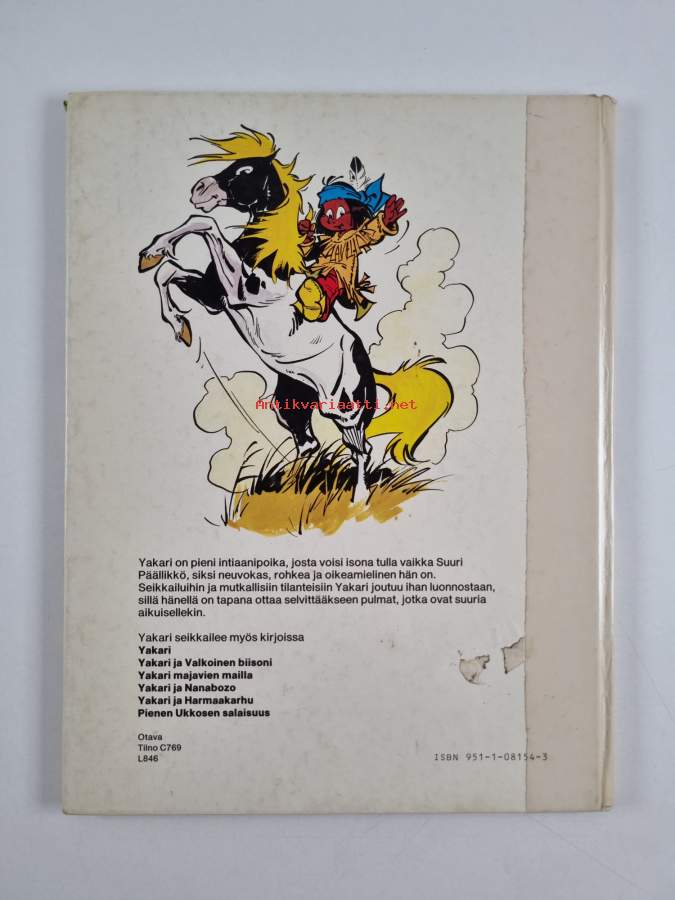 Antikvariaatti.net
Yakari on pieni intiaanipoika, josta voisi isona tulla vaikka Suuri
Päällikkö, siksi neuvokas, rohkea ja oikeamielinen hän on.
Seikkailuihin ja mutkallisiin tilanteisiin Yakari joutuu ihan luonnostaan,
sillä hänellä on tapana ottaa selvittääkseen pulmat, jotka ovat suuria
aikuisellekin.
Yakari seikkailee myös kirjoissa
Yakari
Yakari ja Valkoinen biisoni
Yakari majavien mailla
Yakari ja Nanabozo
Yakari ja Harmaakarhu
Pienen Ukkosen salaisuus
Otava
Tilno C769
L846
ISBN 951-1-08154-3